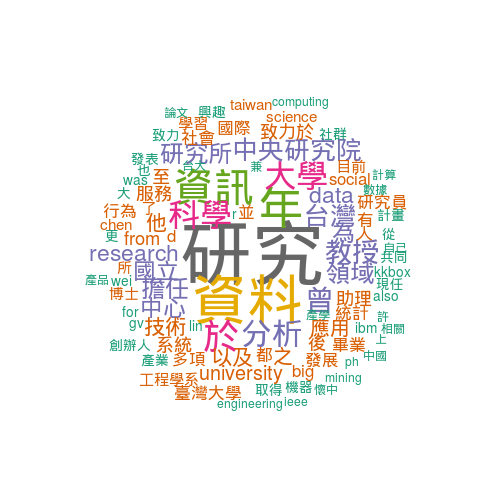 taiwan computing
論文 興趣
學習 國際 science
致力 社會 致力於 社群
研究所 中央研究院
發表 台大 兼 目前
也 至 資訊 大學 social 計算
was 服務 年 data 數據
大 科學 r 並 台灣 有 研究員
行為 了 他 為 人 計畫
chen 研究 教授 從
更 from d 自己
research 領域 共同
所 國立 kkbox
產品 wei 擔任 資料 曾 現任
博士 中心 助理 also
for 產學 統計 許
gv 技術 lin 於 分析 應用 ibm 相關
創辦人 系統 後 畢業 上
產業 多項 以及 都之 發展 中國
工程學系 university big ph
臺灣大學 取得 機器 懷中 mining
engineering ieee